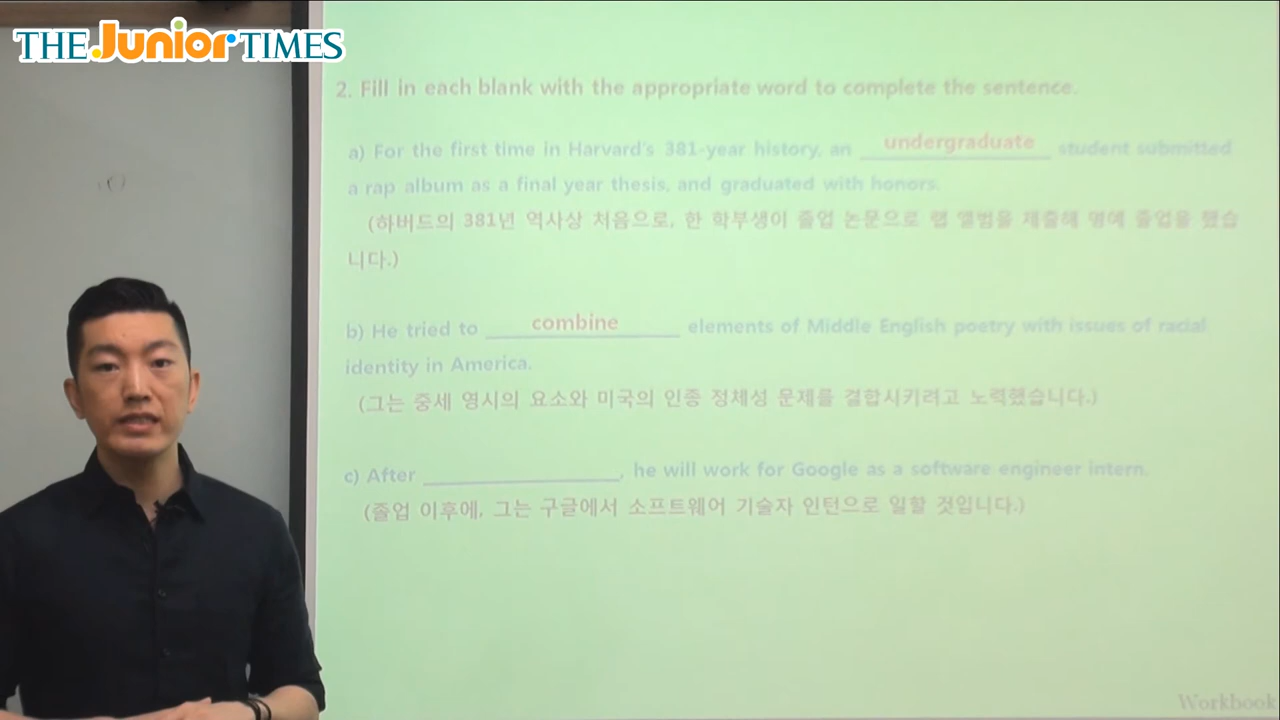 THE Junior TIMES
2. Fill in each blank with the appropriate word to complete the sentence.
a) For the first time in Harvard's 381-year history, an undergraduate student submitted
a rap album as a final year thesis, and graduated with honors.
(하버드의 381년 역사상 처음으로, 한 학부생이 졸업 논문으로 랩 앨범을 제출해 명예 졸업을 했습
니다.)
b) He tried to combine elements of Middle English poetry with issues of racial
identity in America.
(그는 중세 영시의 요소와 미국의 인종 정체성 문제를 결합시키려고 노력했습니다.)
c) After ________________, he will work for Google as a software engineer intern.
(졸업 이후에, 그는 구글에서 소프트웨어 기술자 인턴으로 일할 것입니다.)
Workbook